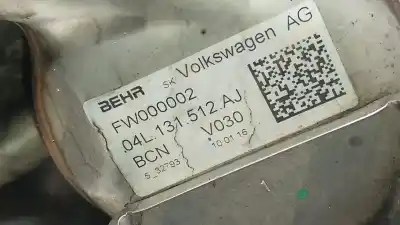 BEHR SK Volkswagen AG
FW000002
04L.131.512.AJ
BCN V030
5_32793 10 01 16